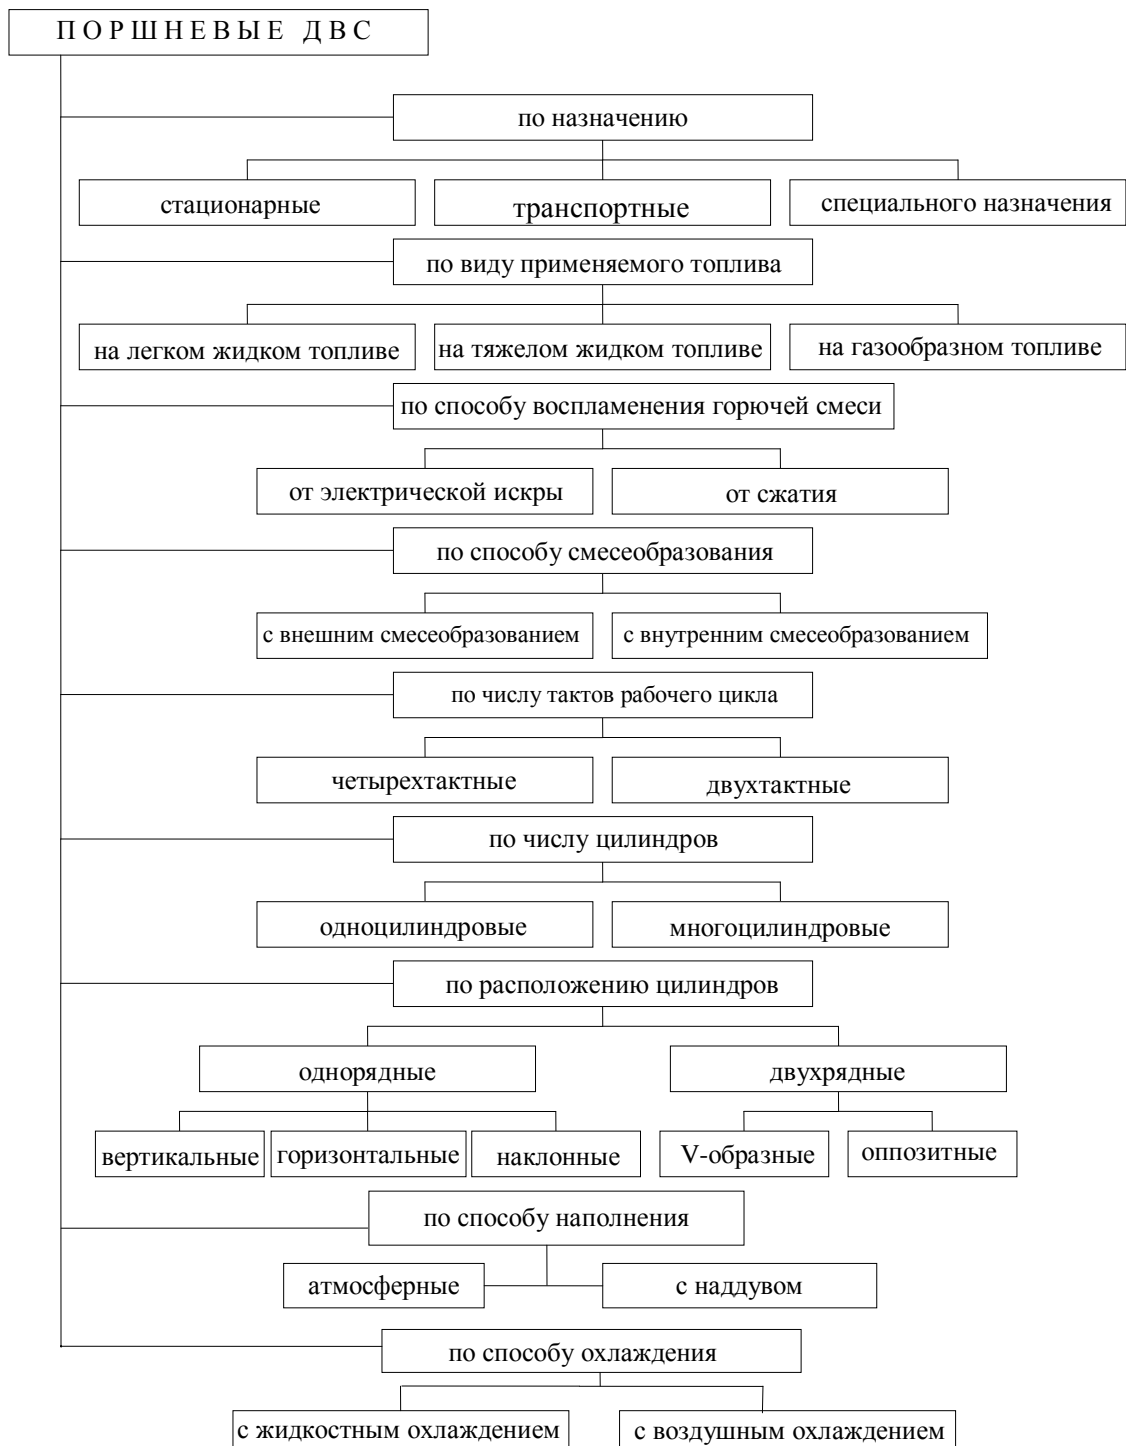 ПОРШНЕВЫЕ ДВС
по назначению
стационарные
транспортные
специального назначения
по виду применяемого топлива
на легком жидком топливе
на тяжелом жидком топливе
на газообразном топливе
по способу воспламенения горючей смеси
от электрической искры
от сжатия
по способу смесеобразования
с внешним смесеобразованием
с внутренним смесеобразованием
по числу тактов рабочего цикла
четырехтактные
двухтактные
по числу цилиндров
одноцилиндровые
многоцилиндровые
по расположению цилиндров
однорядные
двухрядные
вертикальные
горизонтальные
наклонные
V-образные
оппозитные
по способу наполнения
атмосферные
с наддувом
по способу охлаждения
с жидкостным охлаждением
с воздушным охлаждением